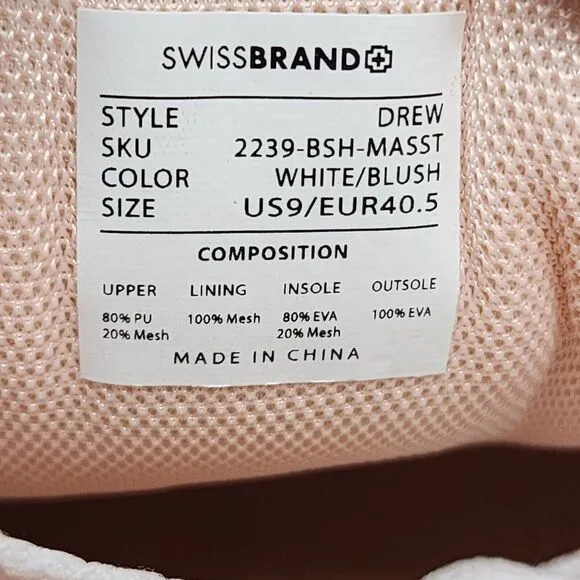 SWISSBRAND
STYLE DREW
SKU 2239-BSH-MASST
COLOR WHITE/BLUSH
SIZE US9/EUR40.5
COMPOSITION
UPPER LINING INSOLE OUTSOLE
80% PU 100% Mesh 80% EVA 100% EVA
20% Mesh 20% Mesh
MADE IN CHINA